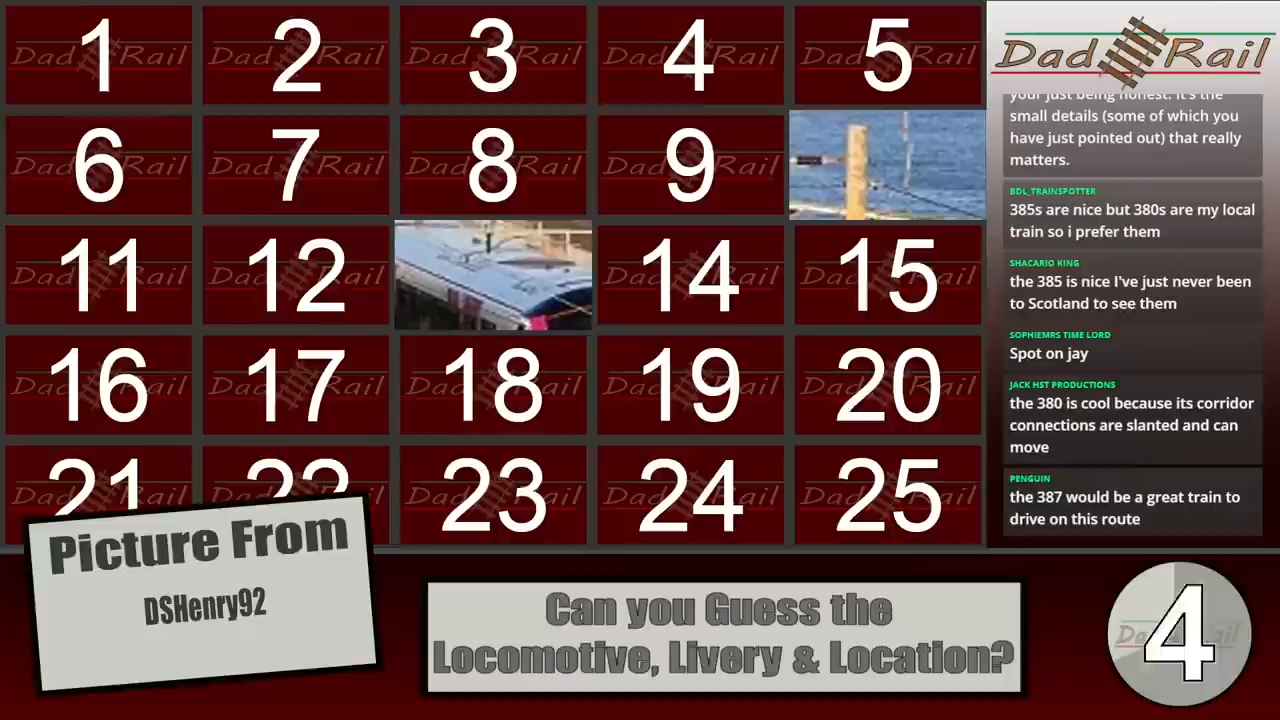 1 2 3 4 5
6 7 8 9
11 12 14 15
16 17 18 19 20
21 22 23 24 25
Dad Rail
your just being honest. It's the
small details (some of which you
have just pointed out) that really
matters.
BDL_TRAINSPOTTER
385s are nice but 380s are my local
train so i prefer them
SHACARIO KING
the 385 is nice I've just never been
to Scotland to see them
SOPHIEMRS TIME LORD
Spot on jay
JACK HST PRODUCTIONS
the 380 is cool because its corridor
connections are slanted and can
move
PENGUIN
the 387 would be a great train to
drive on this route
Picture From
DSHenry92
Can you Guess the
Locomotive, Livery & Location?
4